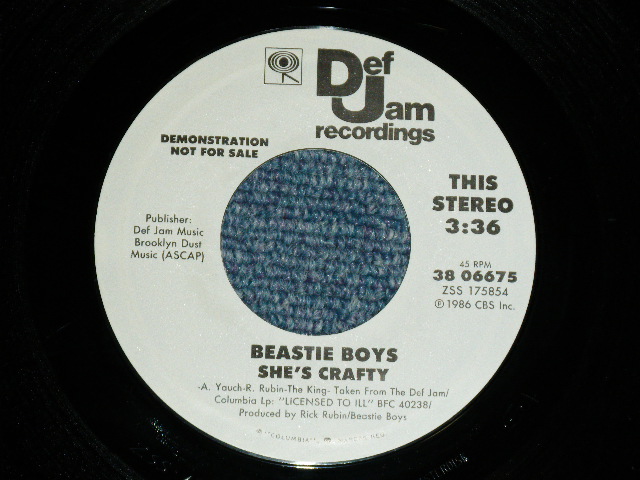 Def
Jam
recordings
DEMONSTRATION
NOT FOR SALE
THIS
STEREO
3:36
Publisher:
Def Jam Music
Brooklyn Dust
Music (ASCAP)
45 RPM
38 06675
ZSS 175854
℗ 1986 CBS Inc.
BEASTIE BOYS
SHE'S CRAFTY
-A. Yauch-R. Rubin-The King- Taken From The Def Jam/
Columbia Lp: "LICENSED TO ILL" BFC 40238/
Produced by Rick Rubin/Beastie Boys
"COLUMBIA"